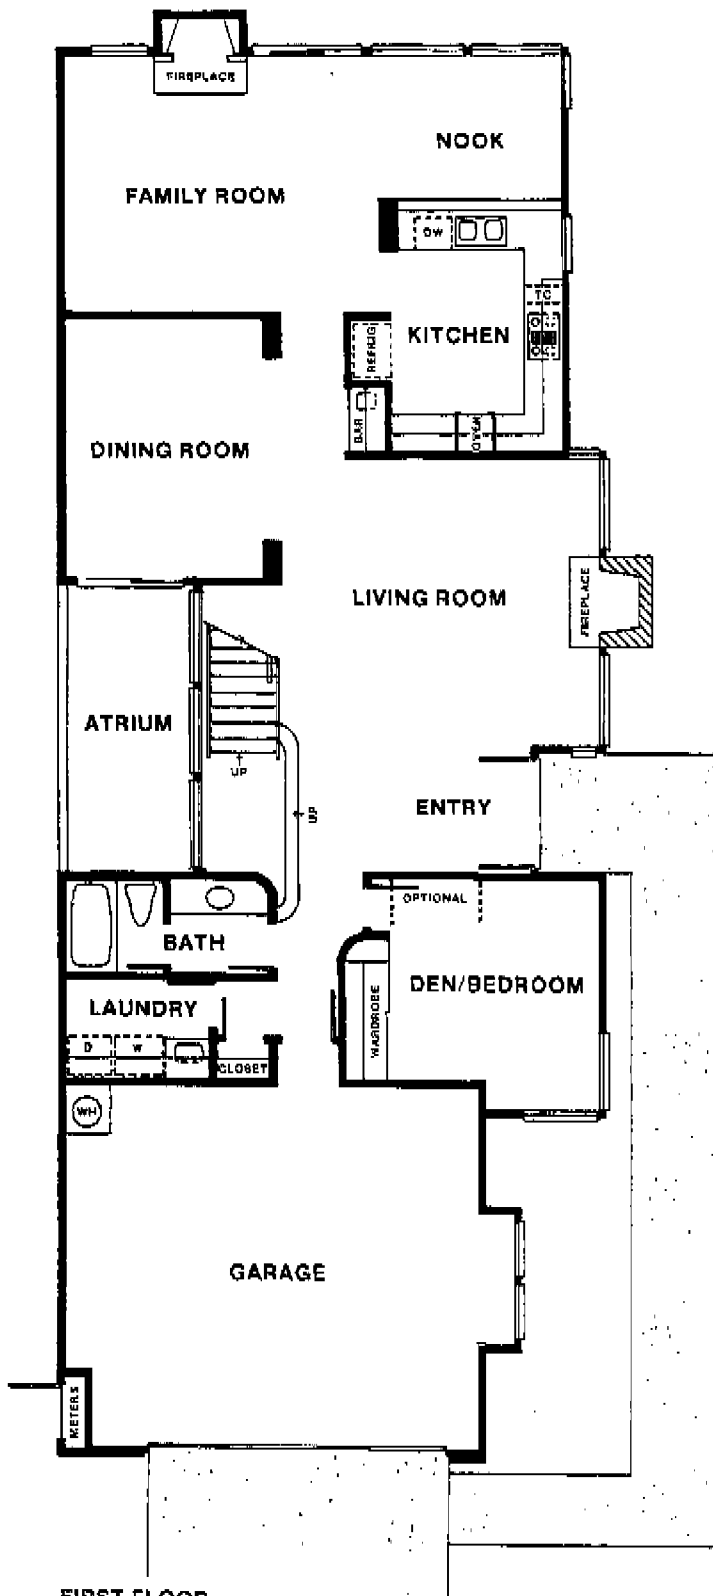 FIREPLACE
NOOK
FAMILY ROOM
DW
TC
KITCHEN
REFRIG
BAR
OVEN
DINING ROOM
LIVING ROOM
FIREPLACE
ATRIUM
UP
UP
ENTRY
OPTIONAL
BATH
DEN/BEDROOM
LAUNDRY
WARDROBE
D
W
CLOSET
WH
GARAGE
METERS
FIRST FLOOR